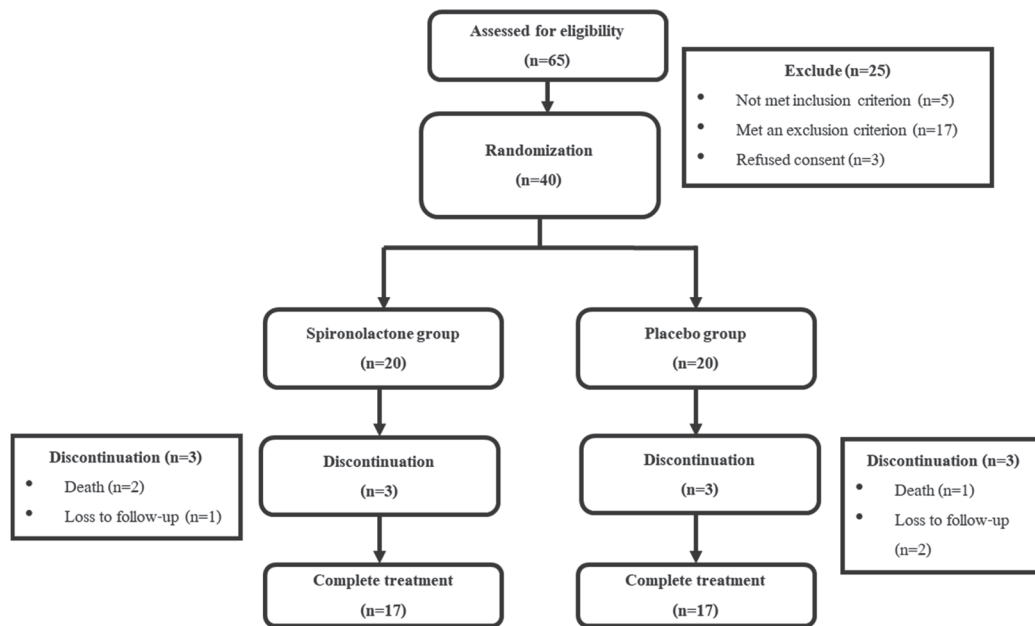 Assessed for eligibility
(n=65)
Exclude (n=25)
• Not met inclusion criterion (n=5)
• Met an exclusion criterion (n=17)
• Refused consent (n=3)
Randomization
(n=40)
Spironolactone group
(n=20)
Placebo group
(n=20)
Discontinuation (n=3)
• Death (n=2)
• Loss to follow-up (n=1)
Discontinuation
(n=3)
Discontinuation
(n=3)
Discontinuation (n=3)
• Death (n=1)
• Loss to follow-up
(n=2)
Complete treatment
(n=17)
Complete treatment
(n=17)